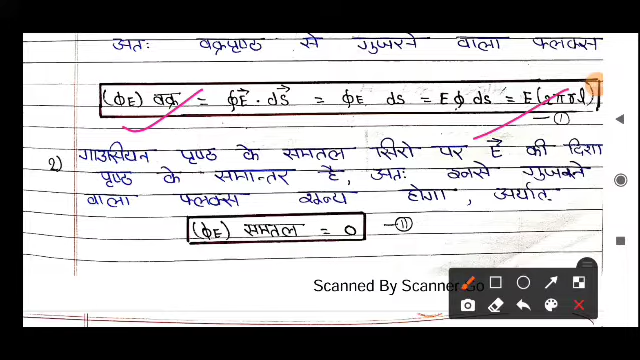 अतः वक्रपृष्ठ से गुजरने वाला फ्लक्स
(ϕE) वक्र = ∮E⃗ · dS⃗ = ∮E ds = E∮ds = E(2πrl) —①
2) गाउसियन पृष्ठ के समतल सिरो पर E⃗ की दिशा
पृष्ठ के समान्तर है, अतः इनसे गुजरने
वाला फ्लक्स शून्य होगा, अर्थात्
(ϕE) समतल = 0 —②
Scanned By Scanner Go